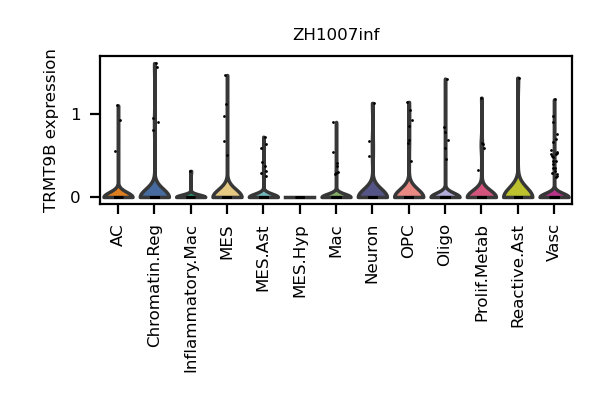 ZH1007inf
TRMT9B expression
1
0
AC
Chromatin.Reg
Inflammatory.Mac
MES
MES.Ast
MES.Hyp
Mac
Neuron
OPC
Oligo
Prolif.Metab
Reactive.Ast
Vasc